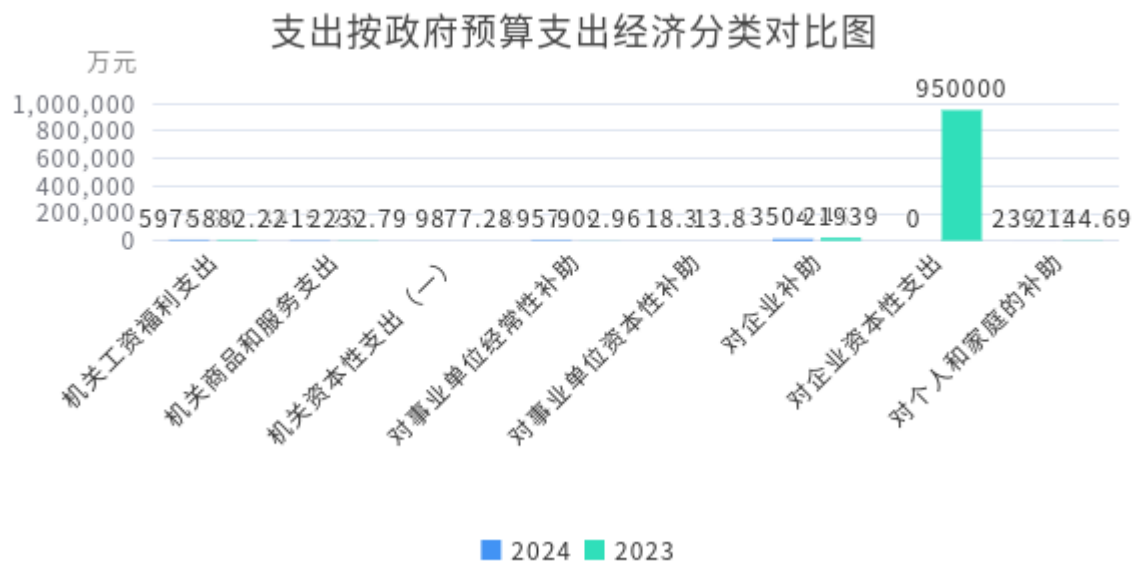 支出按政府预算支出经济分类对比图
万元
1,000,000
800,000
600,000
400,000
200,000
0
950000
0
18.3
13.8
机关工资福利支出
机关商品和服务支出
机关资本性支出（一）
对事业单位经常性补助
对事业单位资本性补助
对企业补助
对企业资本性支出
对个人和家庭的补助
2024
2023